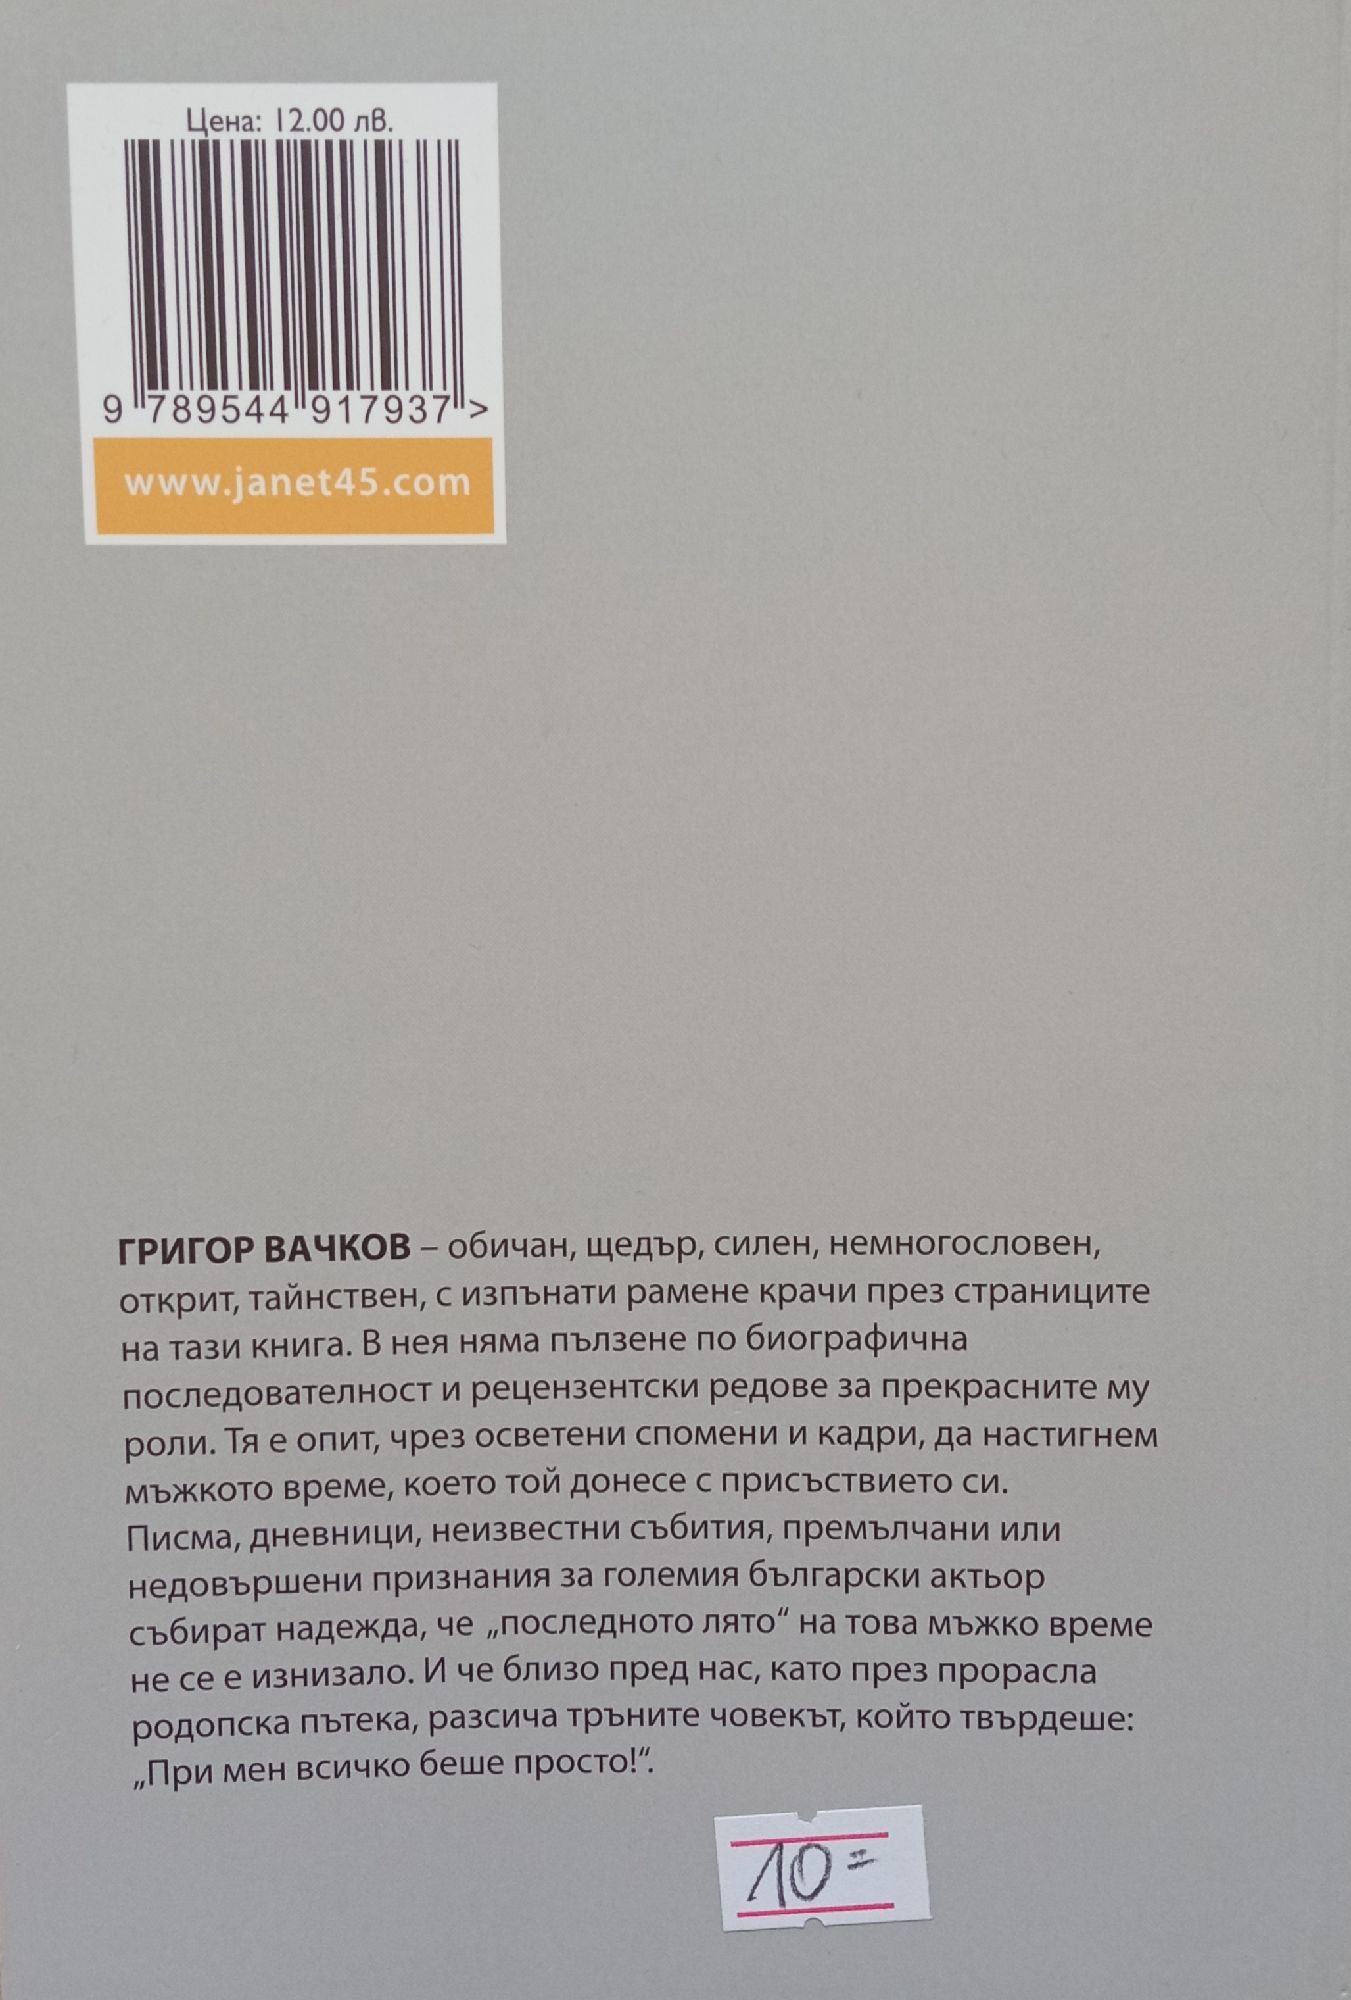 Цена: 12.00 лв.
9 789544 917937 >
www.janet45.com
ГРИГОР ВАЧКОВ – обичан, щедър, силен, немногословен,
открит, тайнствен, с изпънати рамене крачи през страниците
на тази книга. В нея няма пълзене по биографична
последователност и рецензентски редове за прекрасните му
роли. Тя е опит, чрез осветени спомени и кадри, да настигнем
мъжкото време, което той донесе с присъствието си.
Писма, дневници, неизвестни събития, премълчани или
недовършени признания за големия български актьор
събират надежда, че „последното лято“ на това мъжко време
не се е изнизало. И че близо пред нас, като през прорасла
родопска пътека, разсича тръните човекът, който твърдеше:
„При мен всичко беше просто!“.
10=